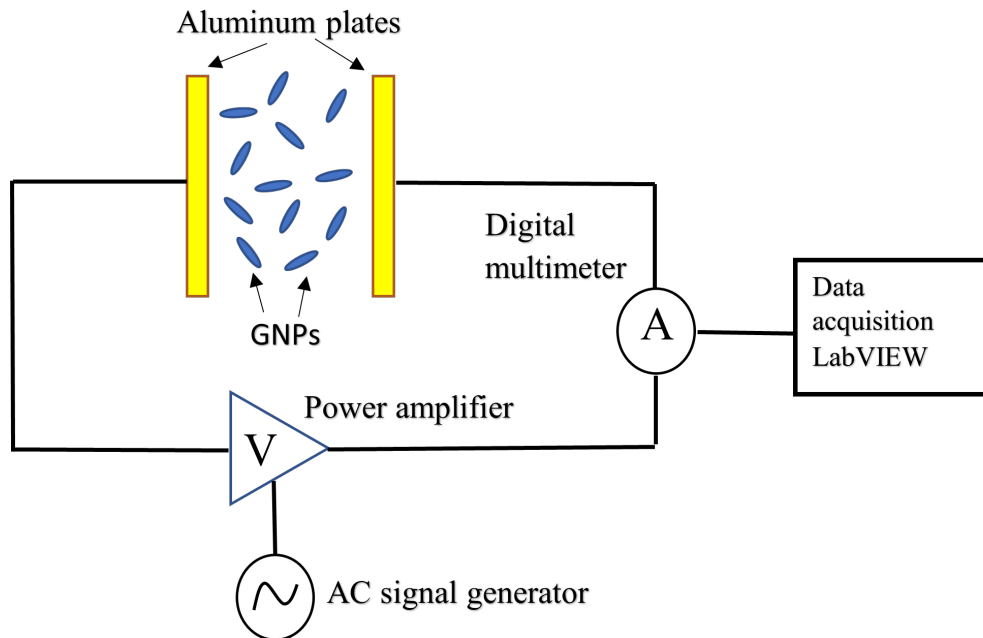 Aluminum plates
Digital
multimeter
GNPs
A
Data
acquisition
LabVIEW
Power amplifier
V
AC signal generator